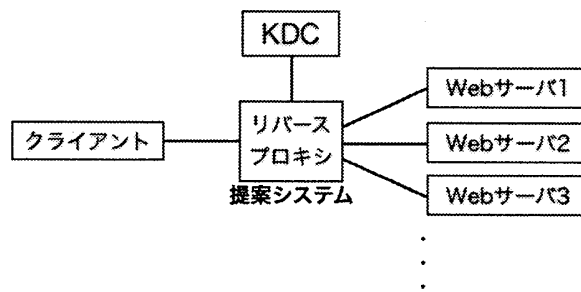 KDC
クライアント
リバース
プロキシ
提案システム
Webサーバ1
Webサーバ2
Webサーバ3